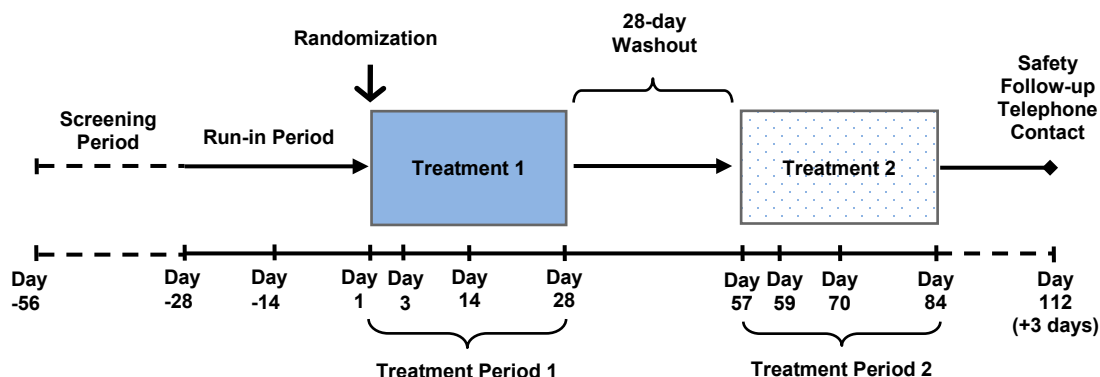 28-day
Washout
Randomization
Safety
Follow-up
Telephone
Contact
Screening
Period
Run-in Period
Treatment 1
Treatment 2
Day
-56
Day
-28
Day
-14
Day
1
Day
3
Day
14
Day
28
Day
57
Day
59
Day
70
Day
84
Day
112
(+3 days)
Treatment Period 1
Treatment Period 2